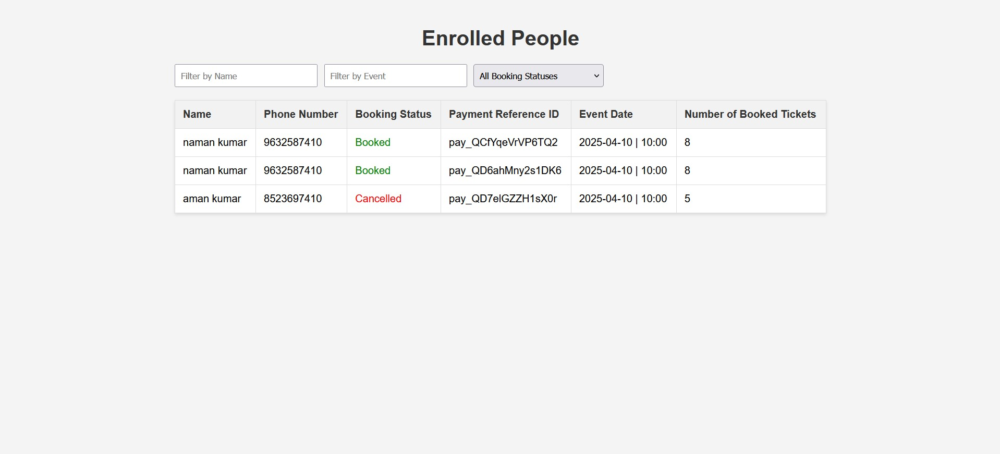 Enrolled People
Filter by Name Filter by Event All Booking Statuses
Name Phone Number Booking Status Payment Reference ID Event Date Number of Booked Tickets
naman kumar 9632587410 Booked pay_QCfYqeVrVP6TQ2 2025-04-10 | 10:00 8
naman kumar 9632587410 Booked pay_QD6ahMny2s1DK6 2025-04-10 | 10:00 8
aman kumar 8523697410 Cancelled pay_QD7elGZZH1sX0r 2025-04-10 | 10:00 5